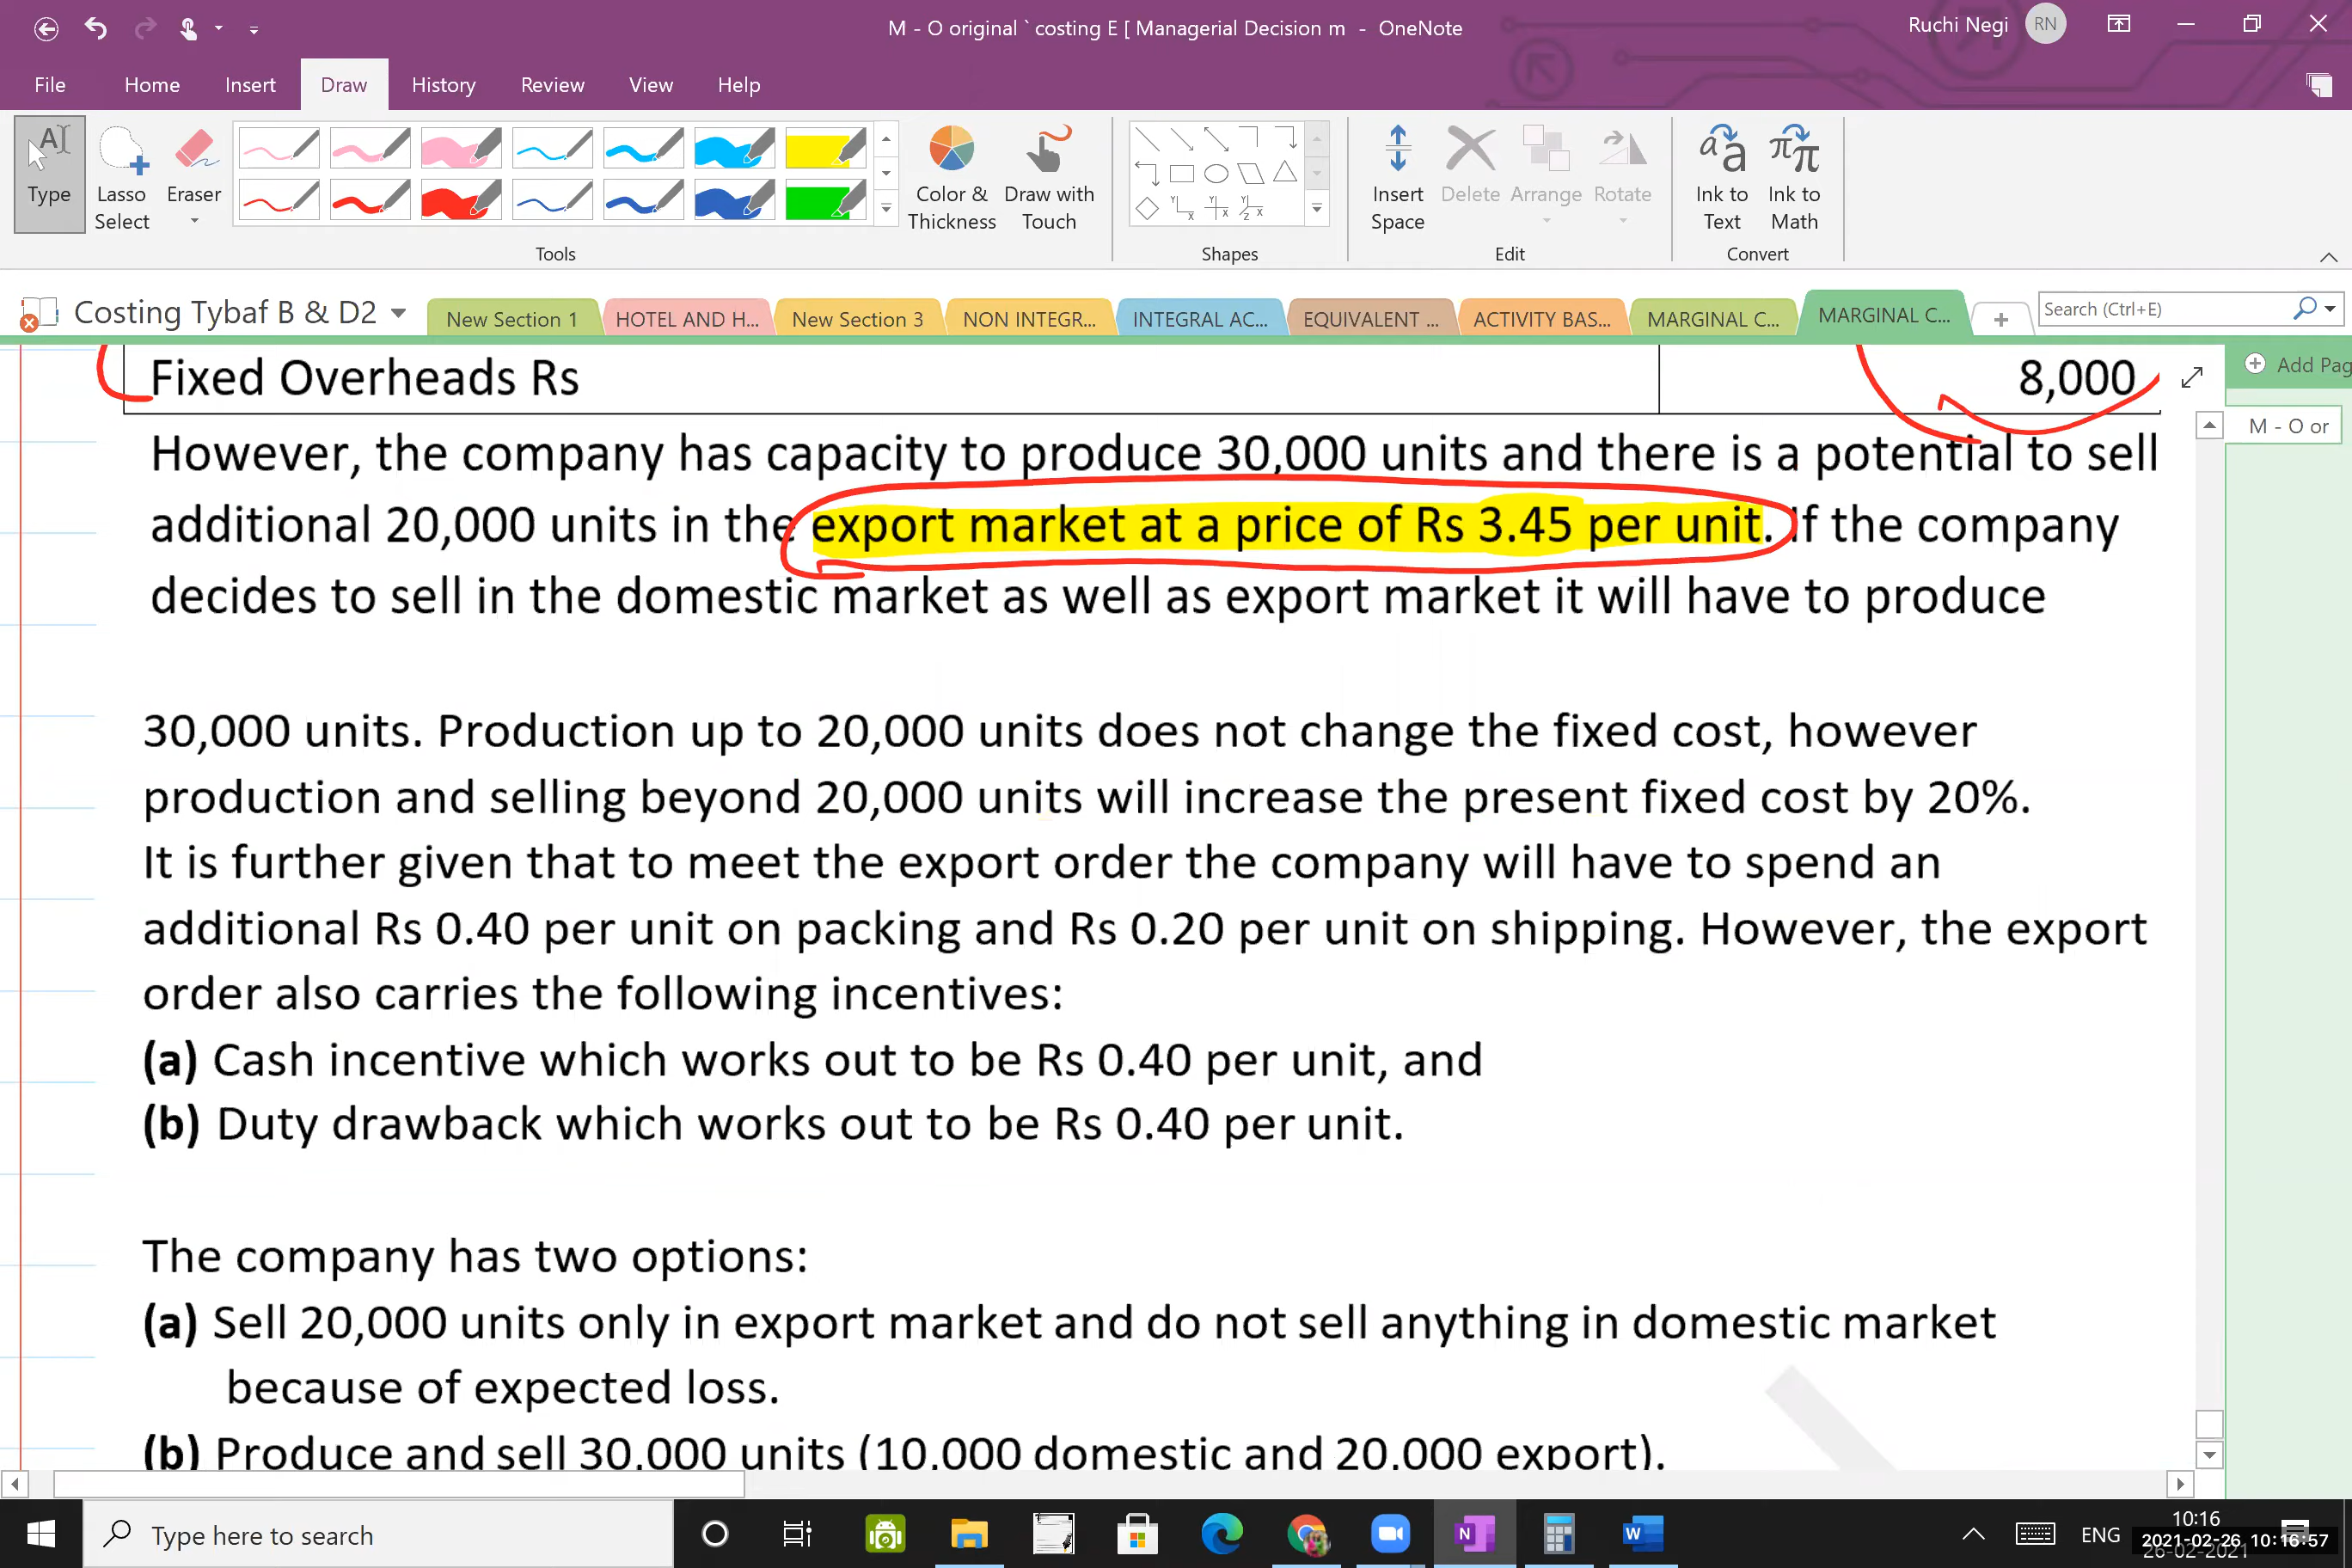 M - O original ` costing E [ Managerial Decision m - OneNote
Ruchi Negi RN
File Home Insert Draw History Review View Help
Type
Lasso Select
Eraser
Color & Thickness
Draw with Touch
Tools
Shapes
Insert Space
Delete
Arrange
Rotate
Edit
Ink to Text
Ink to Math
Convert
Costing Tybaf B & D2
New Section 1
HOTEL AND H...
New Section 3
NON INTEGR...
INTEGRAL AC...
EQUIVALENT ...
ACTIVITY BAS...
MARGINAL C...
MARGINAL C...
Search (Ctrl+E)
Add Pag
M - O or
Fixed Overheads Rs 8,000
However, the company has capacity to produce 30,000 units and there is a potential to sell
additional 20,000 units in the export market at a price of Rs 3.45 per unit. If the company
decides to sell in the domestic market as well as export market it will have to produce
30,000 units. Production up to 20,000 units does not change the fixed cost, however
production and selling beyond 20,000 units will increase the present fixed cost by 20%.
It is further given that to meet the export order the company will have to spend an
additional Rs 0.40 per unit on packing and Rs 0.20 per unit on shipping. However, the export
order also carries the following incentives:
(a) Cash incentive which works out to be Rs 0.40 per unit, and
(b) Duty drawback which works out to be Rs 0.40 per unit.
The company has two options:
(a) Sell 20,000 units only in export market and do not sell anything in domestic market
because of expected loss.
(b) Produce and sell 30,000 units (10,000 domestic and 20,000 export).
Type here to search
ENG
10:16
26-02-2021
2021-02-26 10:16:57